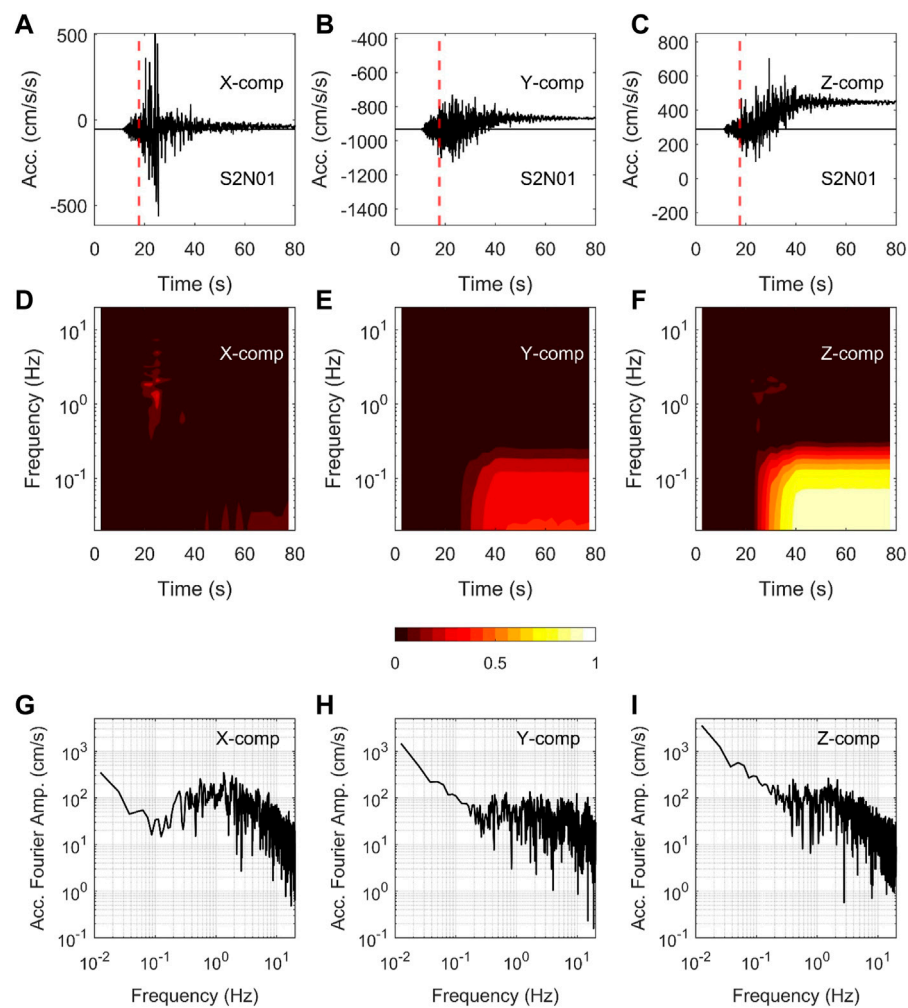 A
B
C
Acc. (cm/s/s)
500
0
-500
X-comp
S2N01
0 20 40 60 80
Time (s)
-400
-600
-800
-1000
-1200
-1400
Y-comp
S2N01
0 20 40 60 80
Time (s)
800
600
400
200
0
-200
Z-comp
S2N01
0 20 40 60 80
Time (s)
D
E
F
Frequency (Hz)
10^1
10^0
10^-1
X-comp
0 20 40 60 80
Time (s)
10^1
10^0
10^-1
Y-comp
0 20 40 60 80
Time (s)
10^1
10^0
10^-1
Z-comp
0 20 40 60 80
Time (s)
0 0.5 1
G
H
I
Acc. Fourier Amp. (cm/s)
10^3
10^2
10^1
10^0
10^-1
X-comp
10^-2 10^-1 10^0 10^1
Frequency (Hz)
Acc. Fourier Amp. (cm/s)
10^3
10^2
10^1
10^0
10^-1
Y-comp
10^-2 10^-1 10^0 10^1
Frequency (Hz)
Acc. Fourier Amp. (cm/s)
10^3
10^2
10^1
10^0
10^-1
Z-comp
10^-2 10^-1 10^0 10^1
Frequency (Hz)